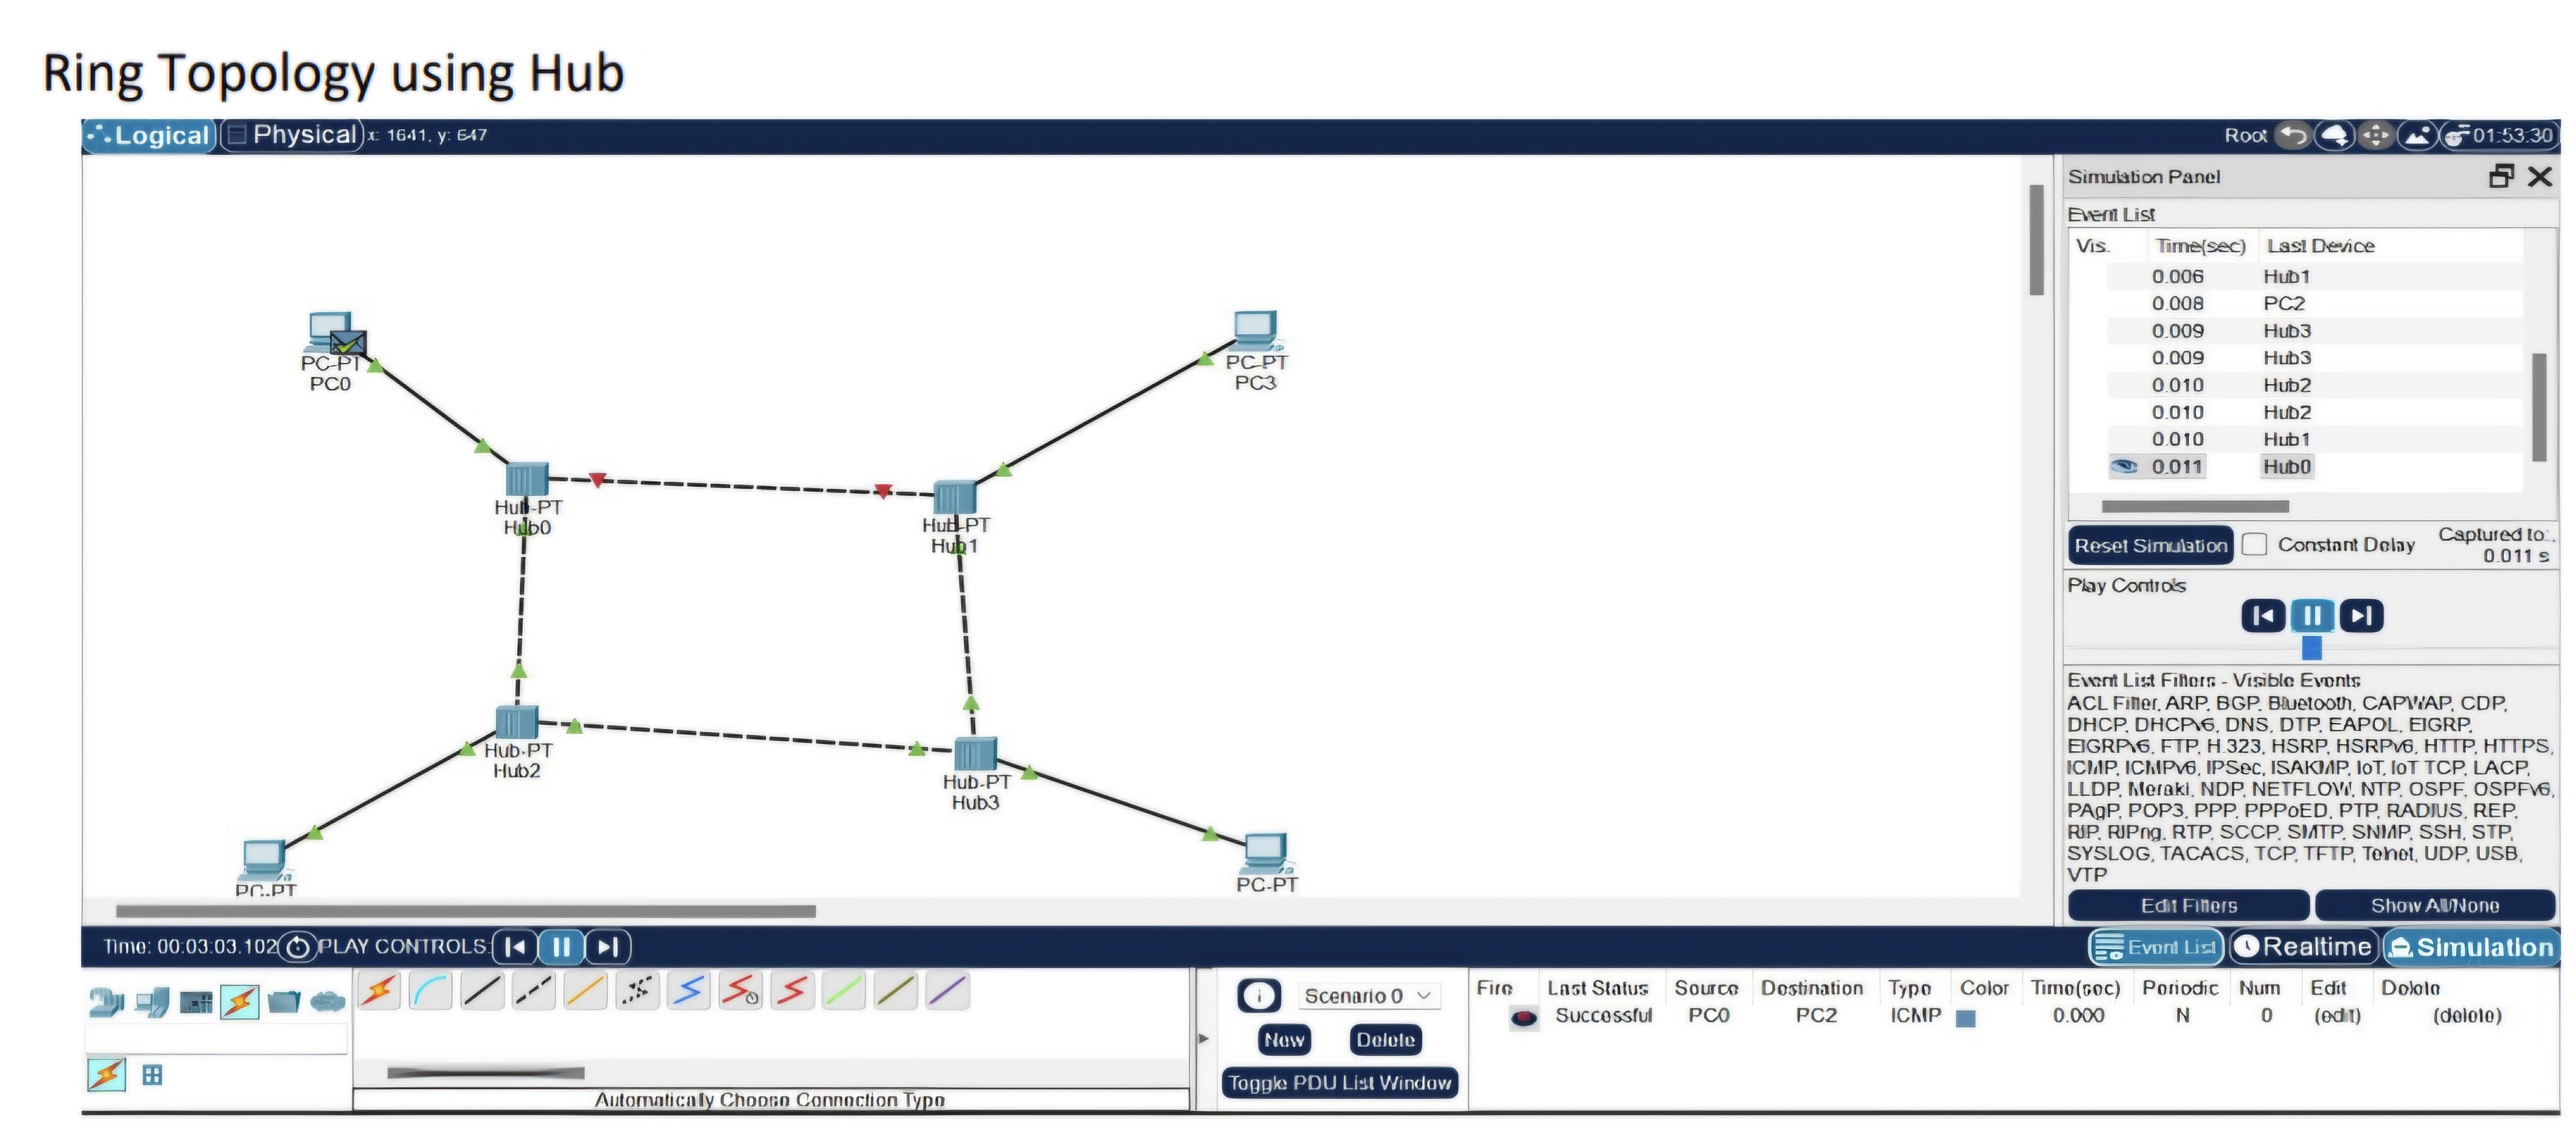 Ring Topology using Hub
Logical Physical x: 1641, y: 647
Root 01:53:30
PC-PT
PC0
PC-PT
PC3
Hub-PT
Hub0
Hub-PT
Hub1
Hub-PT
Hub2
Hub-PT
Hub3
PC-PT
PC-PT
Simulation Panel
Event List
Vis. Time(sec) Last Device
0.006 Hub1
0.008 PC2
0.009 Hub3
0.009 Hub3
0.010 Hub2
0.010 Hub2
0.010 Hub1
0.011 Hub0
Reset Simulation Constant Delay Captured to:
0.011 s
Play Controls
Event List Filters - Visible Events
ACL Filter, ARP, BGP, Bluetooth, CAPWAP, CDP,
DHCP, DHCPv6, DNS, DTP, EAPOL, EIGRP,
EIGRPv6, FTP, H.323, HSRP, HSRPv6, HTTP, HTTPS,
ICMP, ICMPv6, IPSec, ISAKMP, IoT, IoT TCP, LACP,
LLDP, Meraki, NDP, NETFLOW, NTP, OSPF, OSPFv6,
PAgP, POP3, PPP, PPPoED, PTP, RADIUS, REP,
RIP, RIPng, RTP, SCCP, SMTP, SNMP, SSH, STP,
SYSLOG, TACACS, TCP, TFTP, Telnet, UDP, USB,
VTP
Edit Filters Show All/None
Time: 00:03:03.102 PLAY CONTROLS:
Event List Realtime Simulation
Scenario 0
New Delete
Toggle PDU List Window
Fire Last Status Source Destination Type Color Time(sec) Periodic Num Edit Delete
Successful PC0 PC2 ICMP 0.000 N 0 (edit) (delete)
Automatically Choose Connection Type